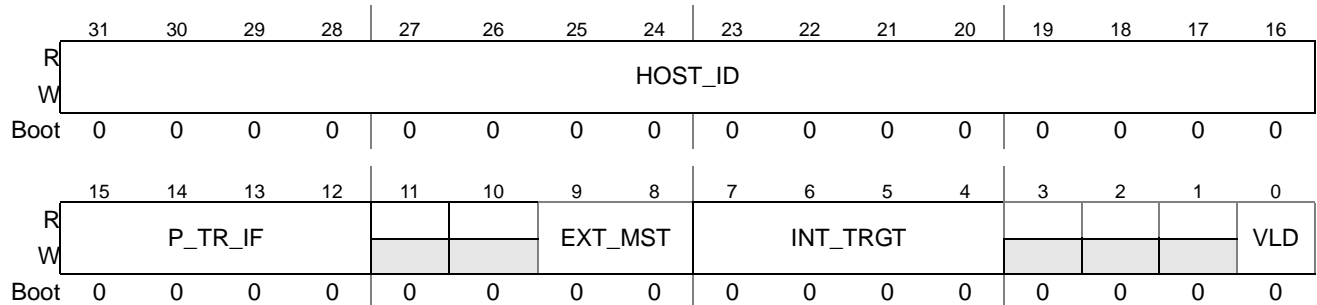 31 30 29 28 27 26 25 24 23 22 21 20 19 18 17 16
R
HOST_ID
W
Boot 0 0 0 0 0 0 0 0 0 0 0 0 0 0 0 0
15 14 13 12 11 10 9 8 7 6 5 4 3 2 1 0
R
P_TR_IF EXT_MST INT_TRGT VLD
W
Boot 0 0 0 0 0 0 0 0 0 0 0 0 0 0 0 0